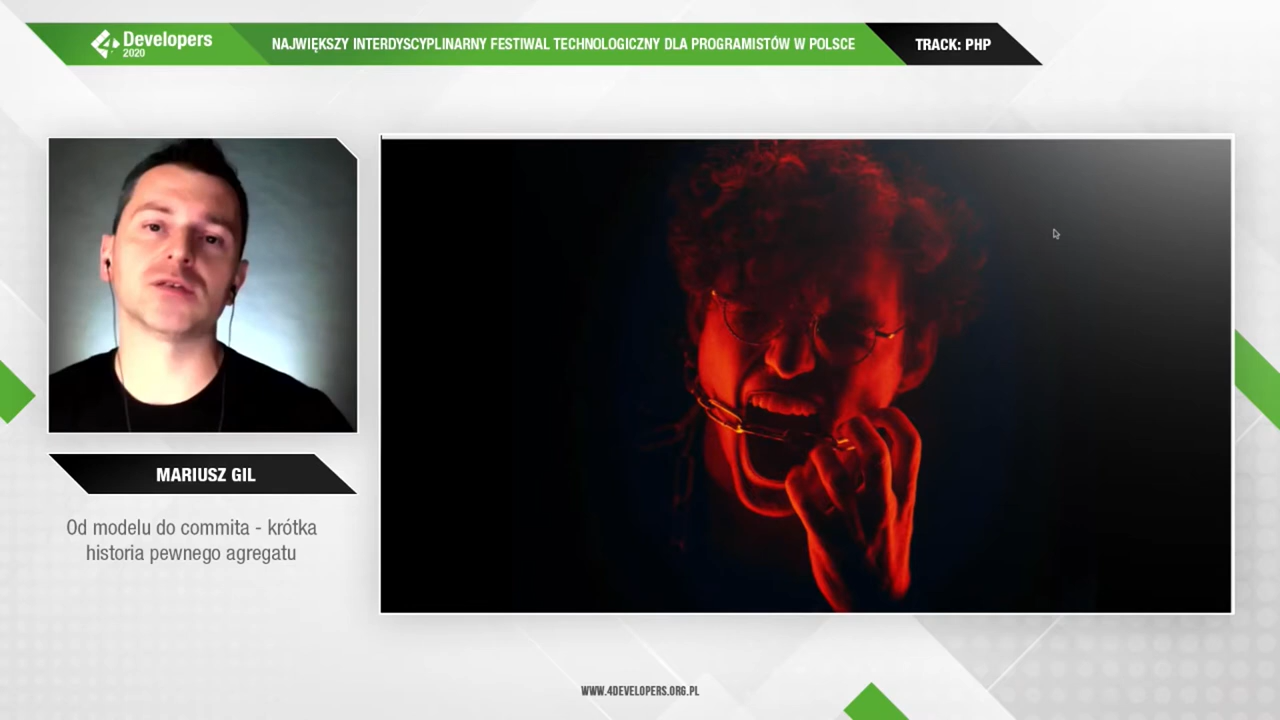 4Developers
2020
NAJWIĘKSZY INTERDYSCYPLINARNY FESTIWAL TECHNOLOGICZNY DLA PROGRAMISTÓW W POLSCE
TRACK: PHP
MARIUSZ GIL
Od modelu do commita - krótka
historia pewnego agregatu
WWW.4DEVELOPERS.ORG.PL